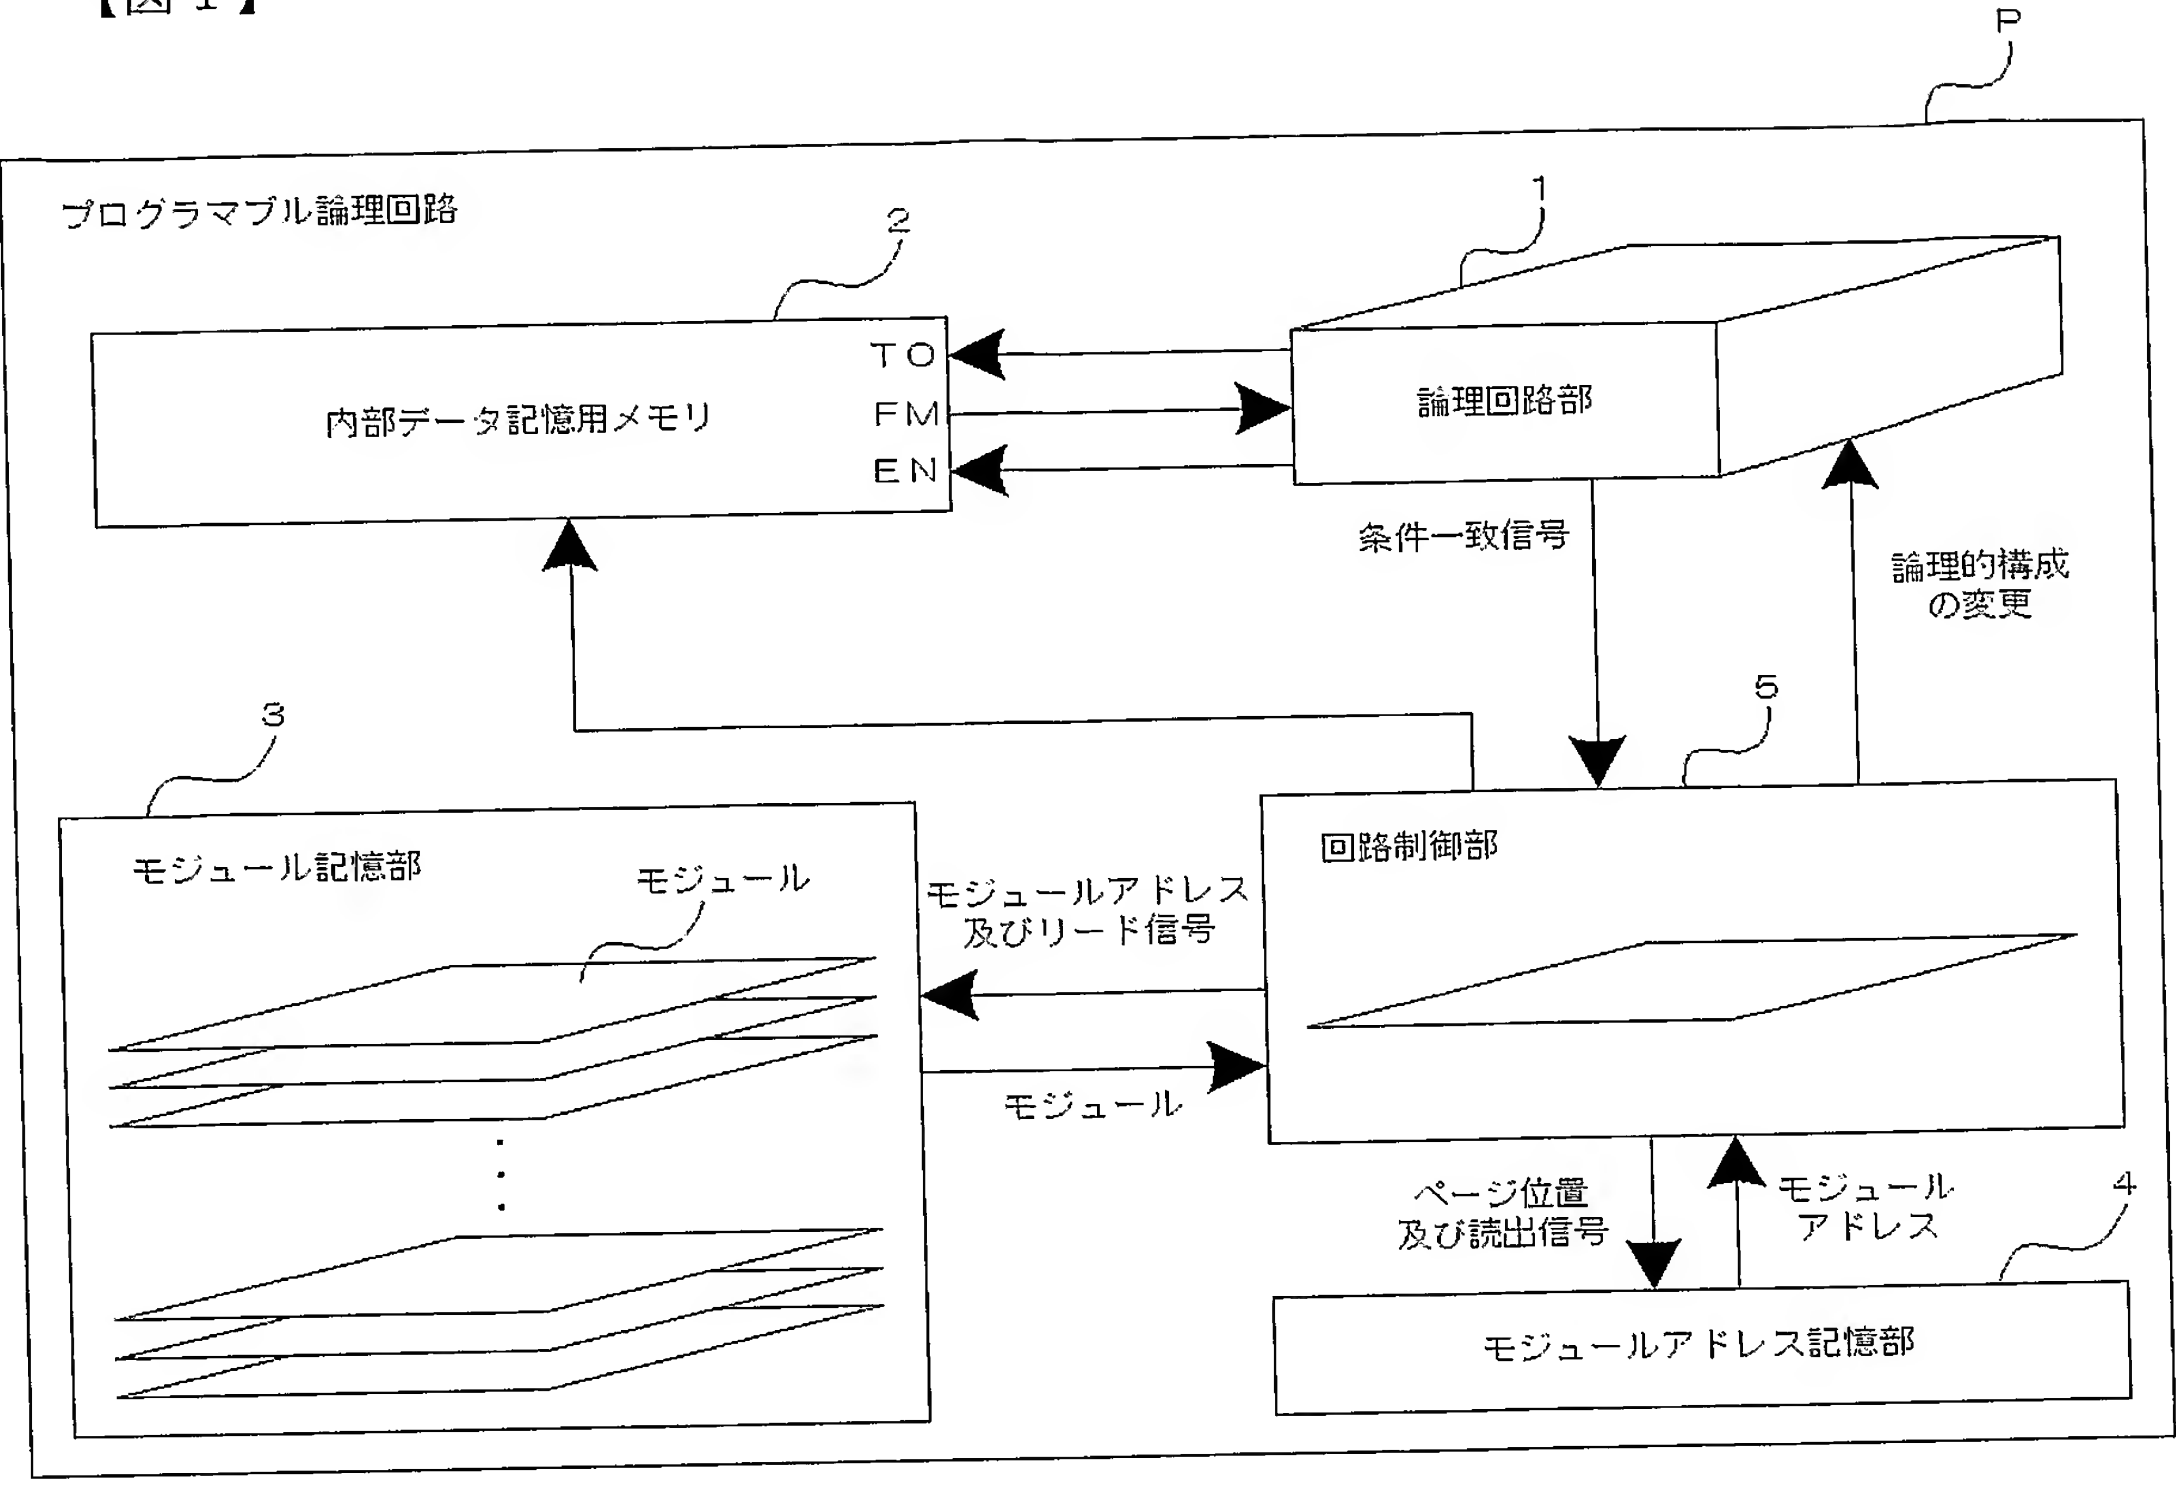 【図１】
P
プログラマブル論理回路
2
1
TO
FM
EN
内部データ記憶用メモリ
論理回路部
条件一致信号
論理的構成
の変更
3
5
モジュール記憶部
モジュール
モジュールアドレス
及びリード信号
モジュール
回路制御部
ページ位置
及び読出信号
モジュール
アドレス
4
モジュールアドレス記憶部